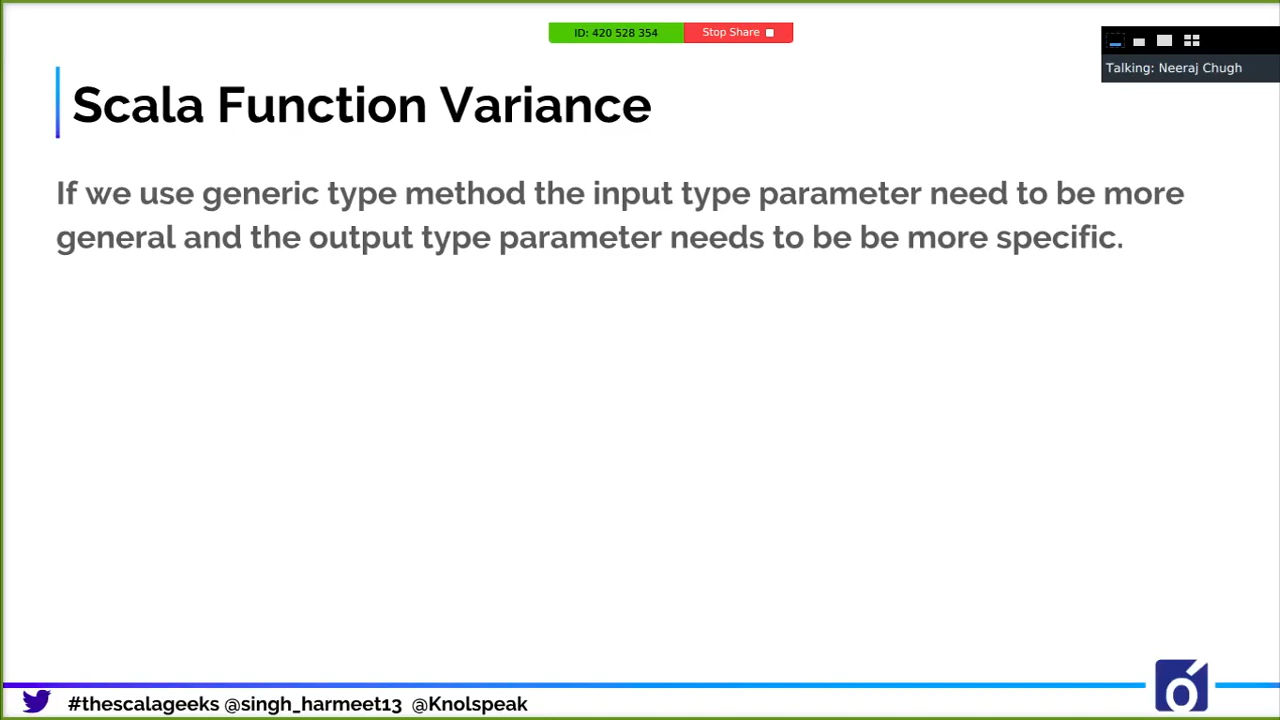 ID: 420 528 354
Stop Share
Talking: Neeraj Chugh
Scala Function Variance
If we use generic type method the input type parameter need to be more
general and the output type parameter needs to be be more specific.
#thescalageeks @singh_harmeet13 @Knolspeak